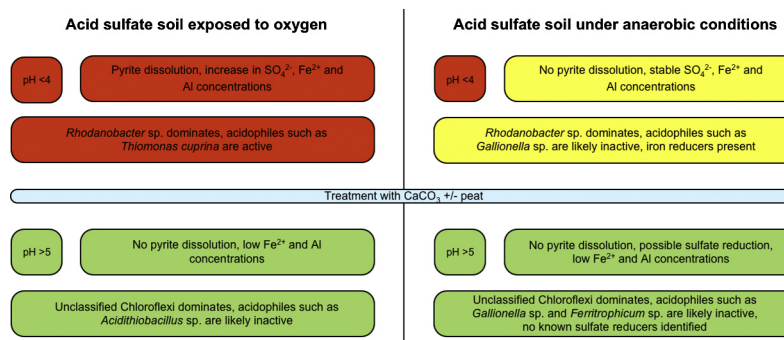 Acid sulfate soil exposed to oxygen
Acid sulfate soil under anaerobic conditions
pH <4
Pyrite dissolution, increase in SO₄²⁻, Fe²⁺ and
Al concentrations
pH <4
No pyrite dissolution, stable SO₄²⁻, Fe²⁺ and
Al concentrations
Rhodanobacter sp. dominates, acidophiles such as
Thiomonas cuprina are active
Rhodanobacter sp. dominates, acidophiles such as
Gallionella sp. are likely inactive, iron reducers present
Treatment with CaCO₃ +/- peat
pH >5
No pyrite dissolution, low Fe²⁺ and Al
concentrations
pH >5
No pyrite dissolution, possible sulfate reduction,
low Fe²⁺ and Al concentrations
Unclassified Chloroflexi dominates, acidophiles such as
Acidithiobacillus sp. are likely inactive
Unclassified Chloroflexi dominates, acidophiles such as
Gallionella sp. and Ferritrophicum sp. are likely inactive,
no known sulfate reducers identified